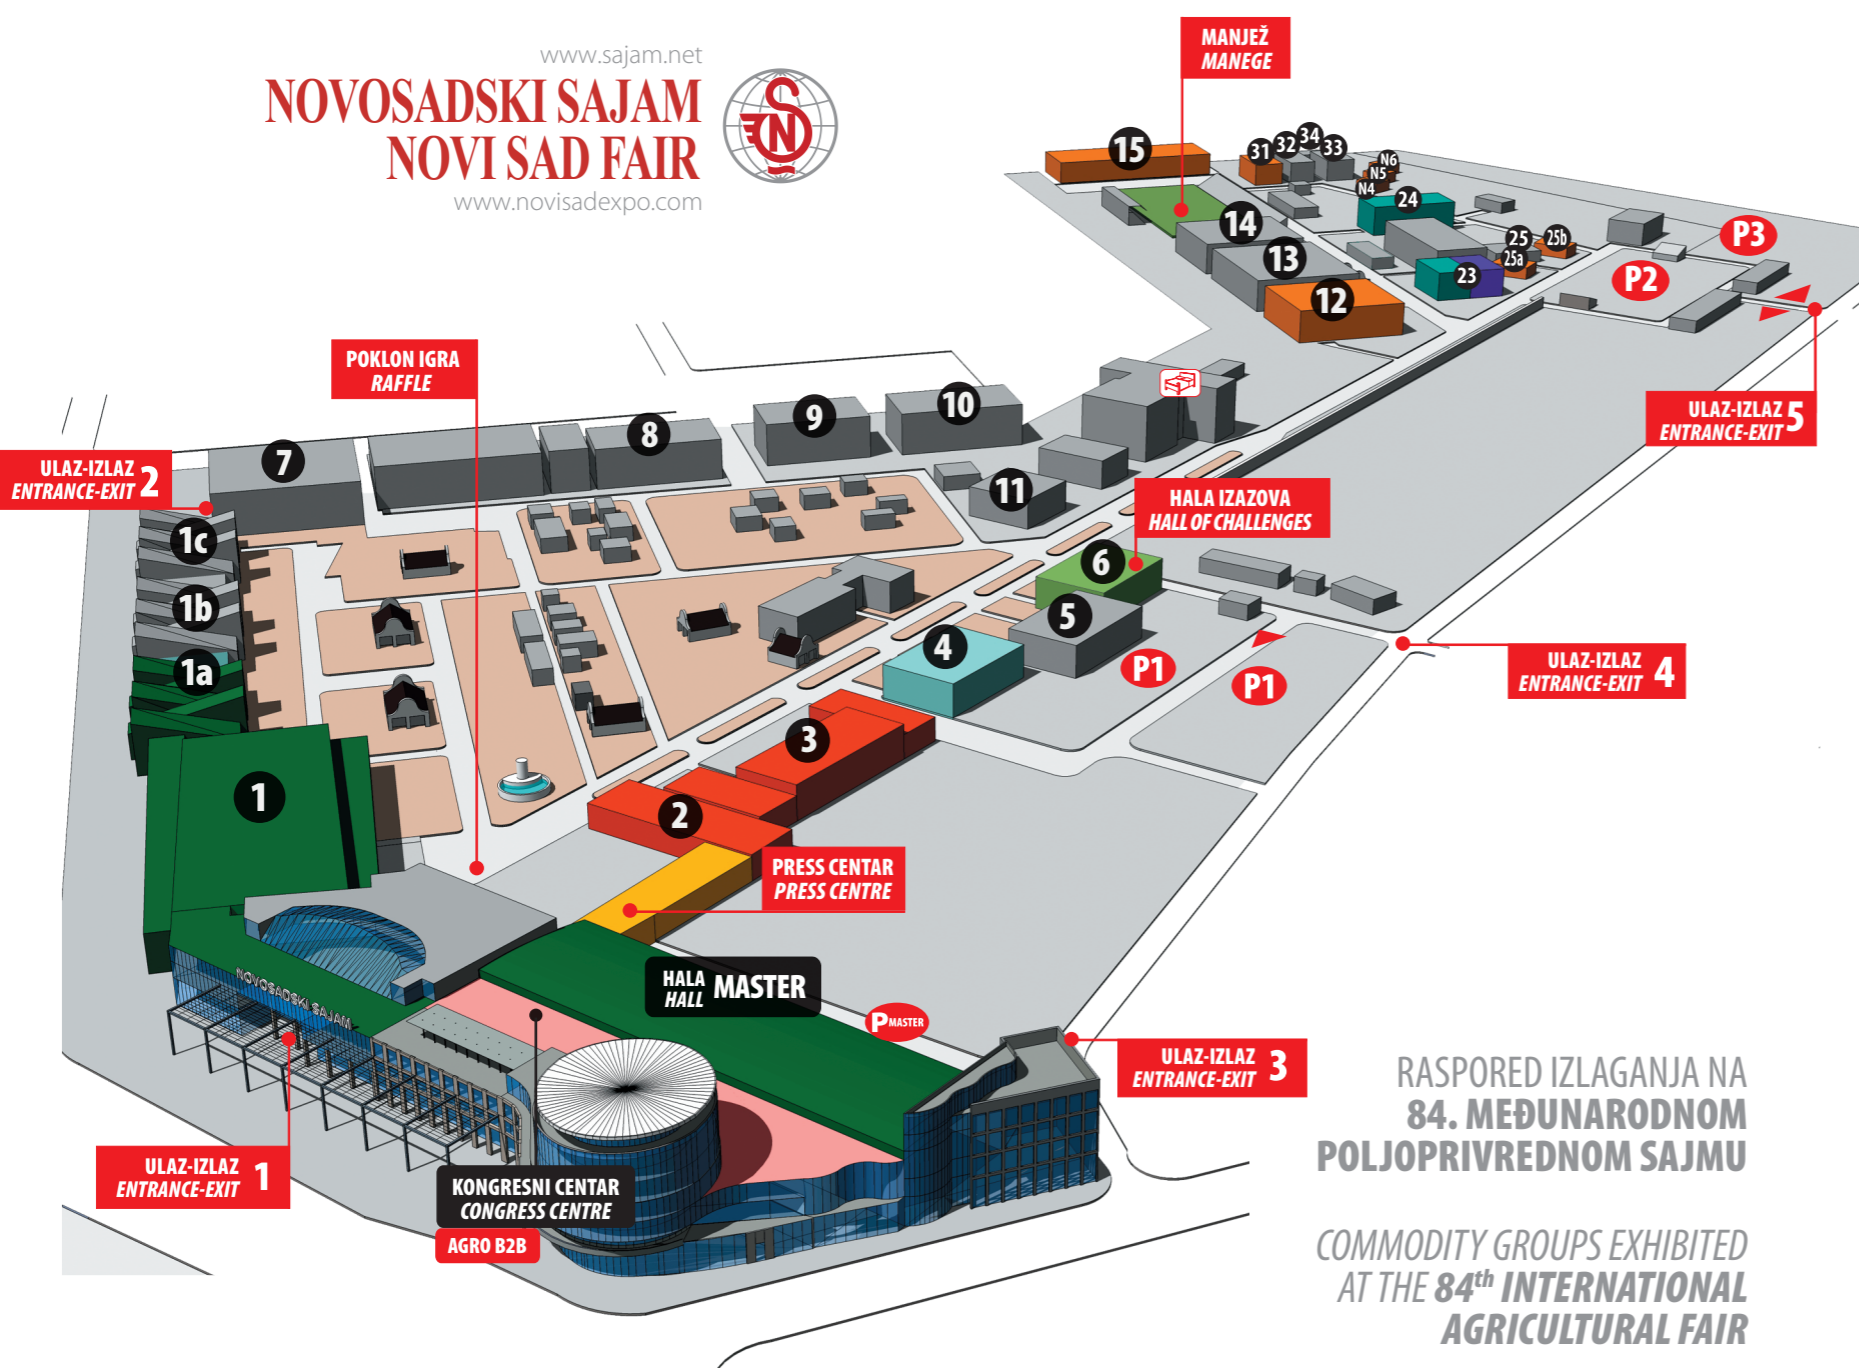 www.sajam.net
NOVOSADSKI SAJAM
NOVI SAD FAIR
www.novisadexpo.com
N
MANJEŽ
MANEGE
15
31
32
34
33
N6
N5
N4
24
14
13
12
25
25b
25a
23
P3
P2
POKLON IGRA
RAFFLE
ULAZ-IZLAZ
ENTRANCE-EXIT 5
7
8
9
10
11
ULAZ-IZLAZ
ENTRANCE-EXIT 2
HALA IZAZOVA
HALL OF CHALLENGES
1c
1b
1a
6
5
4
P1
P1
ULAZ-IZLAZ
ENTRANCE-EXIT 4
3
2
1
PRESS CENTAR
PRESS CENTRE
NOVOSADSKI SAJAM
HALA
HALL MASTER
P MASTER
ULAZ-IZLAZ
ENTRANCE-EXIT 3
ULAZ-IZLAZ
ENTRANCE-EXIT 1
KONGRESNI CENTAR
CONGRESS CENTRE
AGRO B2B
RASPORED IZLAGANJA NA
84. MEĐUNARODNOM
POLJOPRIVREDNOM SAJMU
COMMODITY GROUPS EXHIBITED
AT THE 84th INTERNATIONAL
AGRICULTURAL FAIR